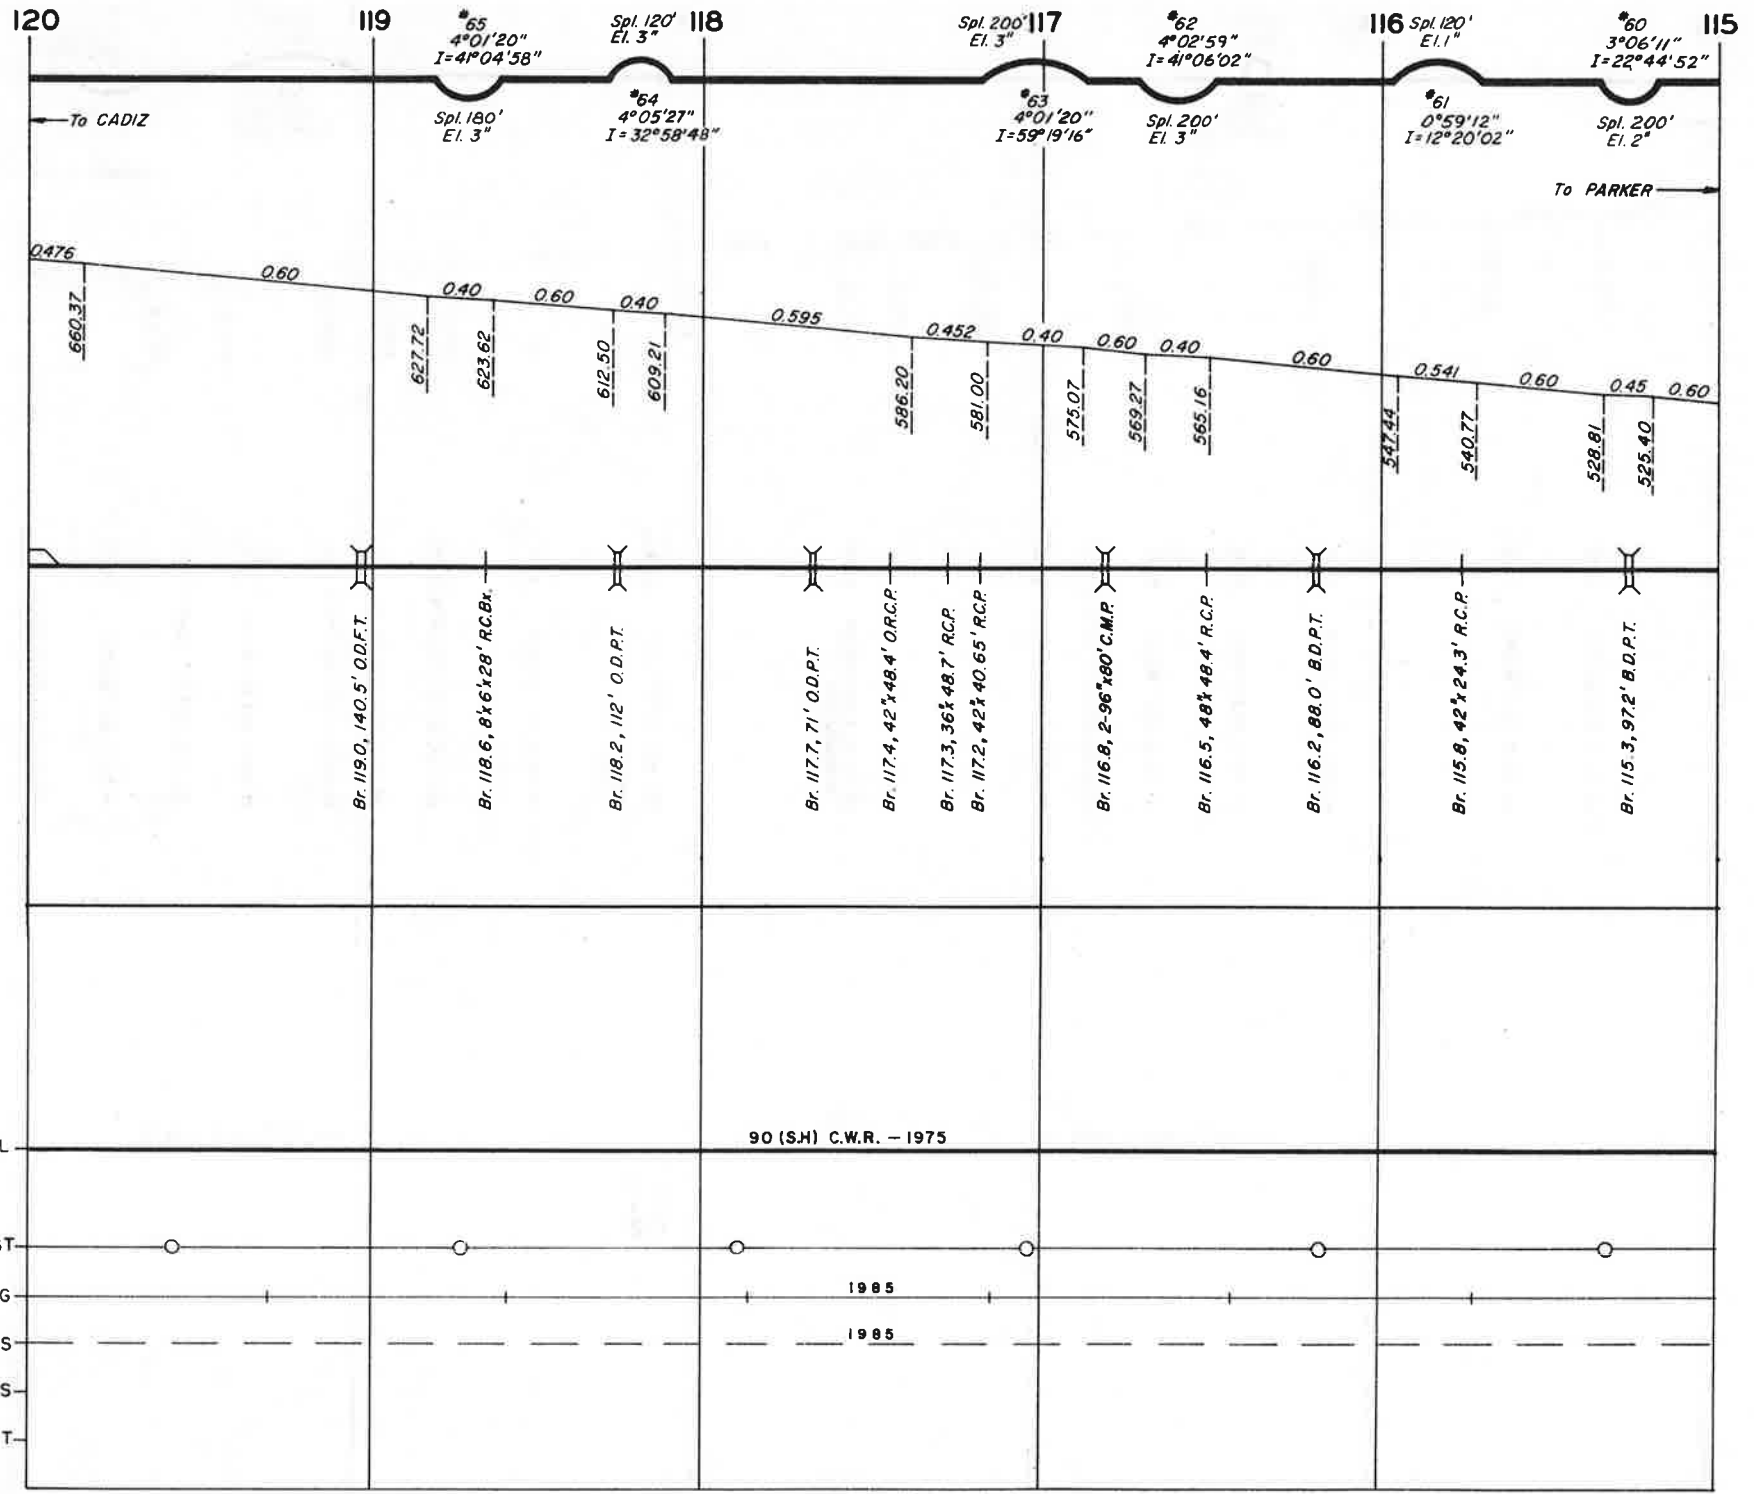 120
119
118
117
116
115
#65
4°01'20"
I=41°04'58"
Spl. 120'
El. 3"
Spl. 200'
El. 3"
#62
4°02'59"
I=41°06'02"
Spl. 120'
El. 1"
#60
3°06'11"
I=22°44'52"
To CADIZ
Spl. 180'
El. 3"
#64
4°05'27"
I=32°58'48"
#63
4°01'20"
I=59°19'16"
Spl. 200'
El. 3"
#61
0°59'12"
I=12°20'02"
Spl. 200'
El. 2"
To PARKER
0.476
0.60
0.40
0.60
0.40
0.595
0.452
0.40
0.60
0.40
0.60
0.541
0.60
0.45
0.60
660.37
627.72
623.62
612.50
609.21
586.20
581.00
575.07
569.27
565.16
547.44
540.77
528.81
525.40
Br. 119.0, 140.5' O.D.F.T.
Br. 118.6, 8'x6'x28' R.C.Bx.
Br. 118.2, 112' O.D.P.T.
Br. 117.7, 71' O.D.P.T.
Br. 117.4, 42"x48.4' O.R.C.P.
Br. 117.3, 36"x48.7' R.C.P.
Br. 117.2, 42"x40.65' R.C.P.
Br. 116.8, 2-96"x80' C.M.P.
Br. 116.5, 48"x48.4' R.C.P.
Br. 116.2, 88.0' B.D.P.T.
Br. 115.8, 42"x24.3' R.C.P.
Br. 115.3, 97.2' B.D.P.T.
90 (S.H) C.W.R. – 1975
L
T
G
1985
S
1985
S
T